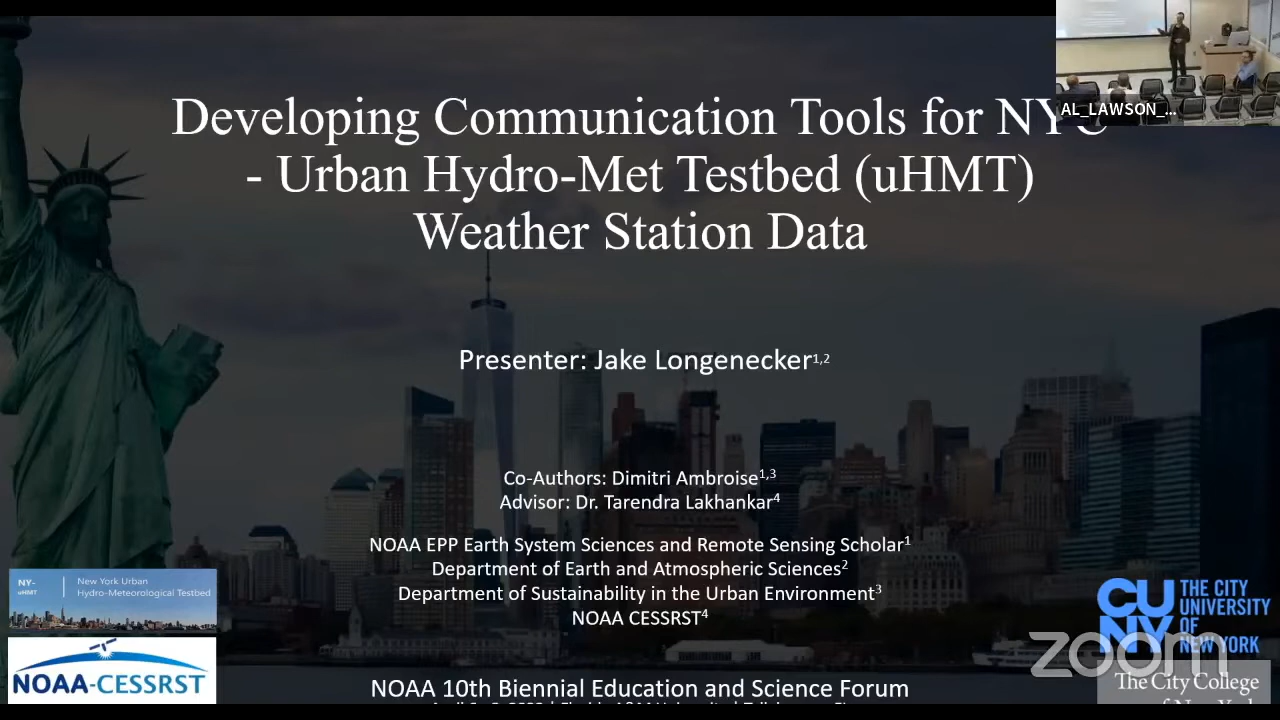 AL_LAWSON_...
Developing Communication Tools for NYC
- Urban Hydro-Met Testbed (uHMT)
Weather Station Data
Presenter: Jake Longenecker1,2
Co-Authors: Dimitri Ambroise1,3
Advisor: Dr. Tarendra Lakhankar4
NOAA EPP Earth System Sciences and Remote Sensing Scholar1
Department of Earth and Atmospheric Sciences2
Department of Sustainability in the Urban Environment3
NOAA CESSRST4
NOAA 10th Biennial Education and Science Forum
NY-
uHMT
New York Urban
Hydro-Meteorological Testbed
NOAA-CESSRST
CU
NY
THE CITY
UNIVERSITY
OF
NEW YORK
zoom
The City College